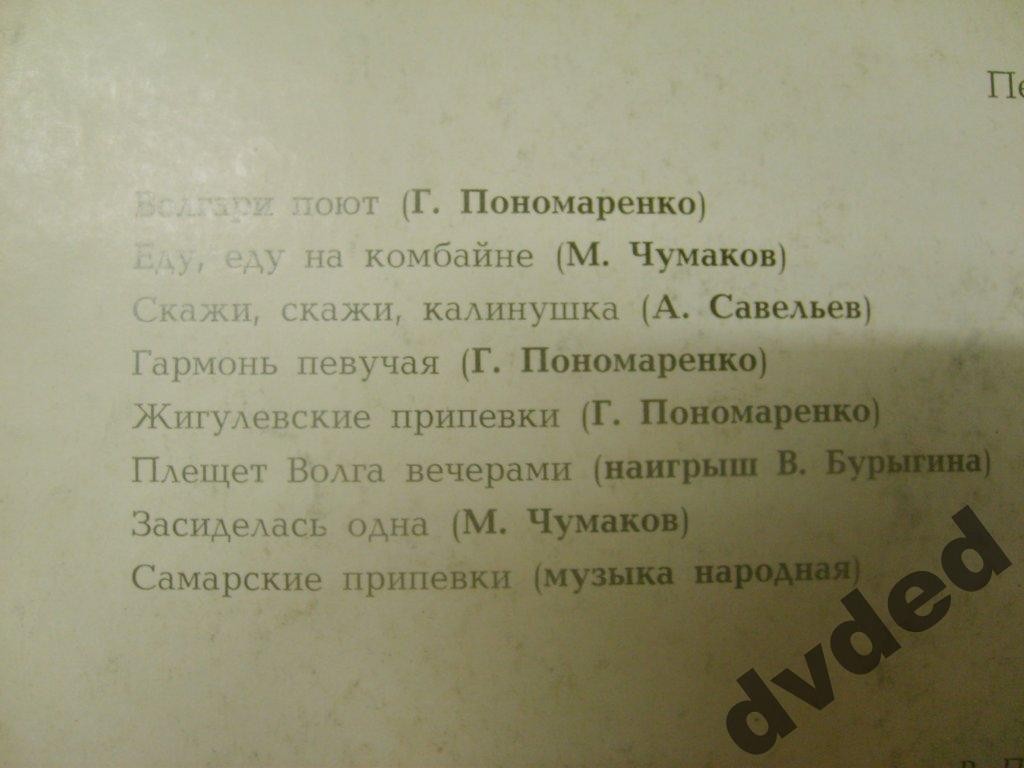 Пе
Волгари поют (Г. Пономаренко)
Еду, еду на комбайне (М. Чумаков)
Скажи, скажи, калинушка (А. Савельев)
Гармонь певучая (Г. Пономаренко)
Жигулевские припевки (Г. Пономаренко)
Плещет Волга вечерами (наигрыш В. Бурыгина)
Засиделась одна (М. Чумаков)
Самарские припевки (музыка народная)
dvded